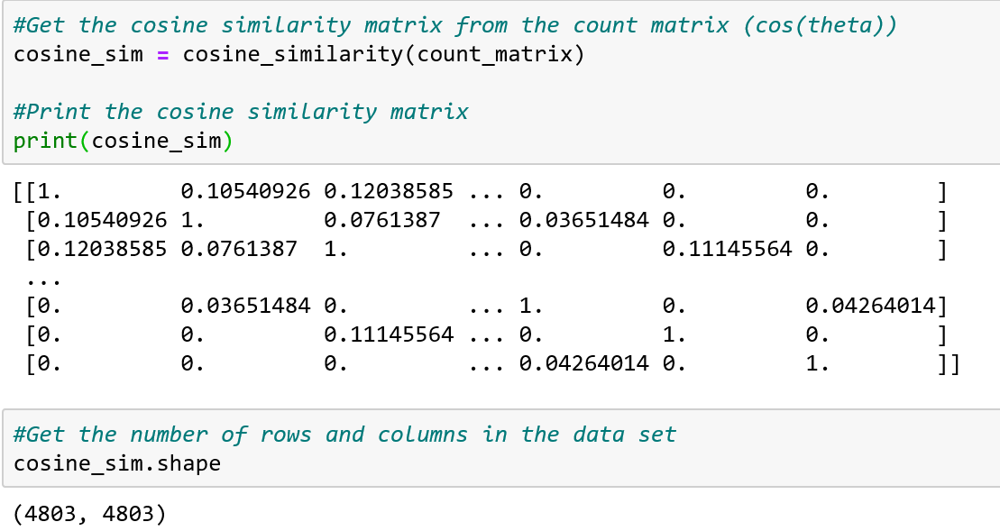 #Get the cosine similarity matrix from the count matrix (cos(theta))
cosine_sim = cosine_similarity(count_matrix)
#Print the cosine similarity matrix
print(cosine_sim)
[[1.         0.10540926 0.12038585 ... 0.         0.         0.        ]
 [0.10540926 1.         0.0761387  ... 0.03651484 0.         0.        ]
 [0.12038585 0.0761387  1.         ... 0.         0.11145564 0.        ]
 ...
 [0.         0.03651484 0.         ... 1.         0.         0.04264014]
 [0.         0.         0.11145564 ... 0.         1.         0.        ]
 [0.         0.         0.         ... 0.04264014 0.         1.        ]]
#Get the number of rows and columns in the data set
cosine_sim.shape
(4803, 4803)